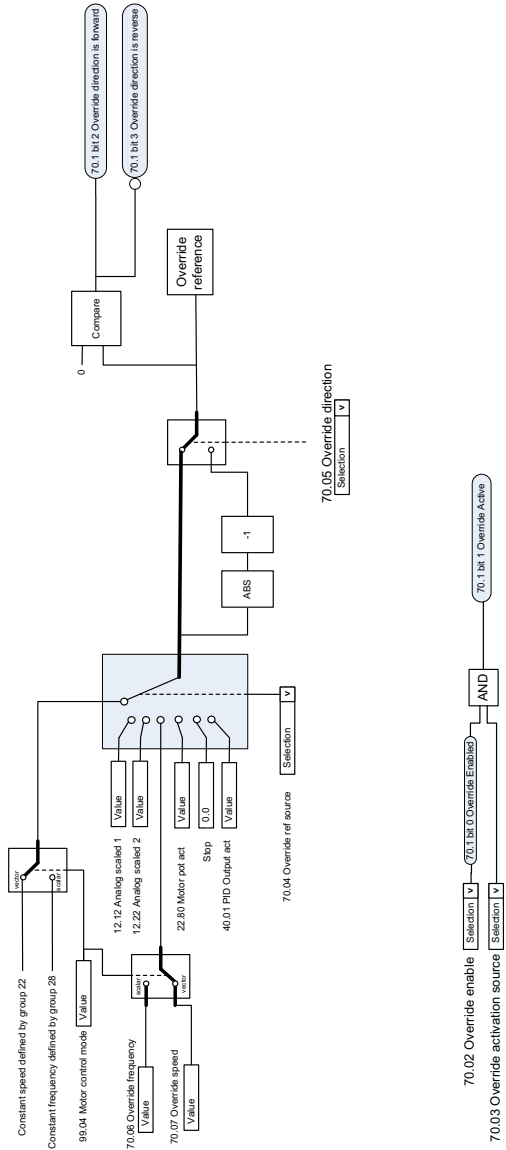 70.1 bit 2 Override direction is forward
70.1 bit 3 Override direction is reverse
Compare
0
Override
reference
70.05 Override direction
Selection v
-1
ABS
Constant speed defined by group 22
Constant frequency defined by group 28
vector
scalar
99.04 Motor control mode
Value
12.12 Analog scaled 1
Value
12.22 Analog scaled 2
Value
22.80 Motor pot act
Value
Stop
0.0
40.01 PID Output act
Value
70.04 Override ref source
Selection v
70.06 Override frequency
Value
70.07 Override speed
Value
scalar
vector
70.02 Override enable
Selection v
70.1 bit 0 Override Enabled
70.03 Override activation source
Selection v
AND
70.1 bit 1 Override Active